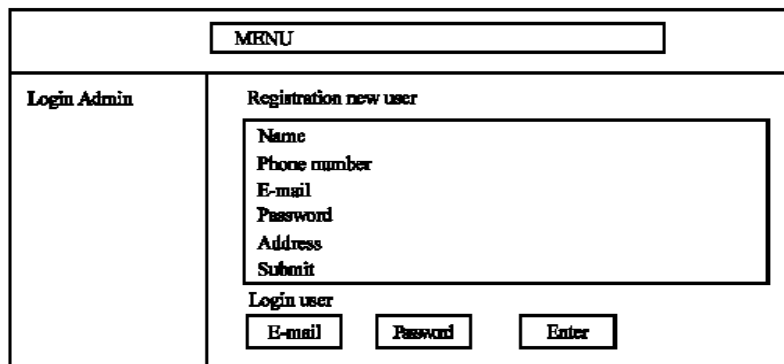 MENU
Login Admin
Registration new user
Name
Phone number
E-mail
Password
Address
Submit
Login user
E-mail Password Enter